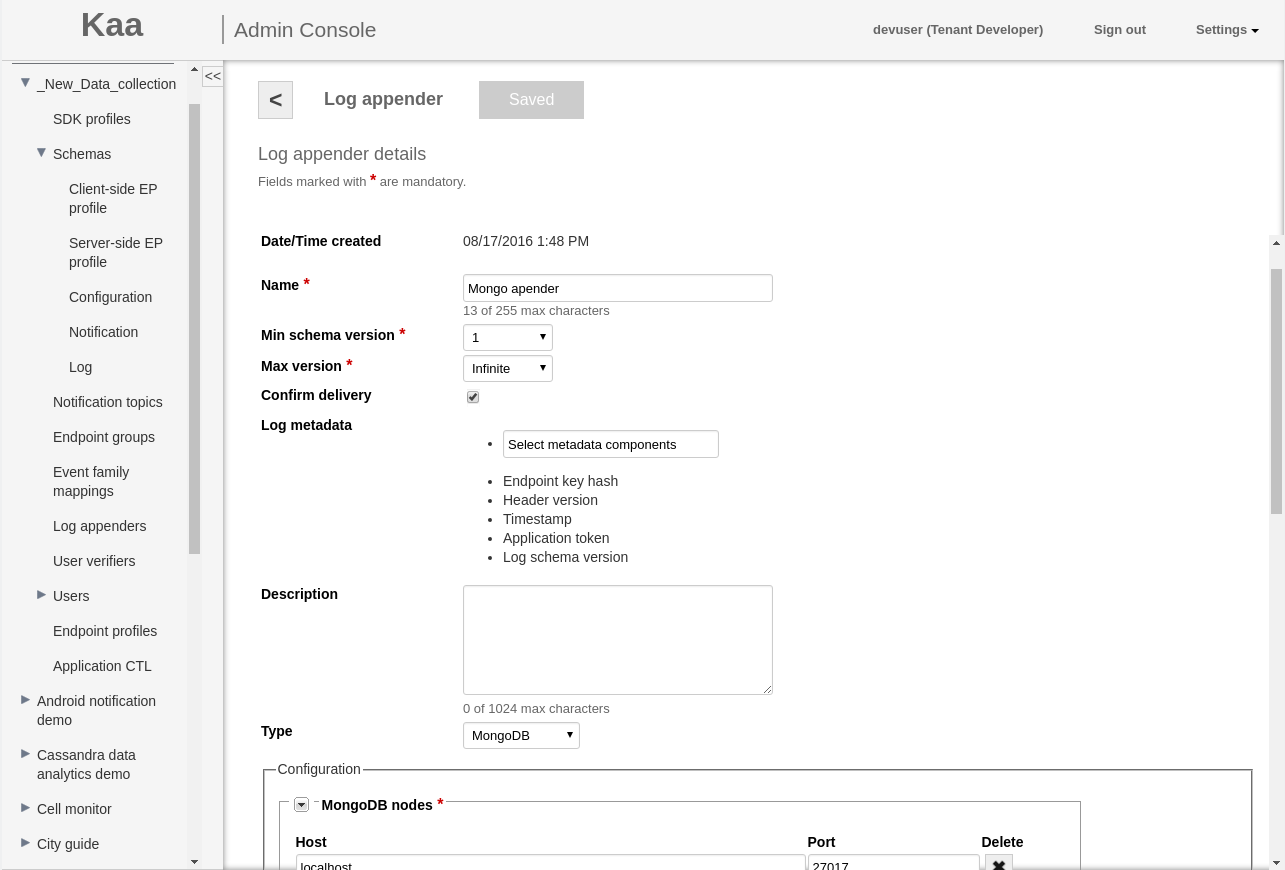 Kaa
Admin Console
devuser (Tenant Developer)
Sign out
Settings
<<
_New_Data_collection
SDK profiles
Schemas
Client-side EP
profile
Server-side EP
profile
Configuration
Notification
Log
Notification topics
Endpoint groups
Event family
mappings
Log appenders
User verifiers
Users
Endpoint profiles
Application CTL
Android notification
demo
Cassandra data
analytics demo
Cell monitor
City guide
<
Log appender
Saved
Log appender details
Fields marked with * are mandatory.
Date/Time created 08/17/2016 1:48 PM
Name * Mongo apender
13 of 255 max characters
Min schema version * 1
Max version * Infinite
Confirm delivery
Log metadata
• Select metadata components
• Endpoint key hash
• Header version
• Timestamp
• Application token
• Log schema version
Description
0 of 1024 max characters
Type MongoDB
Configuration
MongoDB nodes *
Host Port Delete
localhost 27017